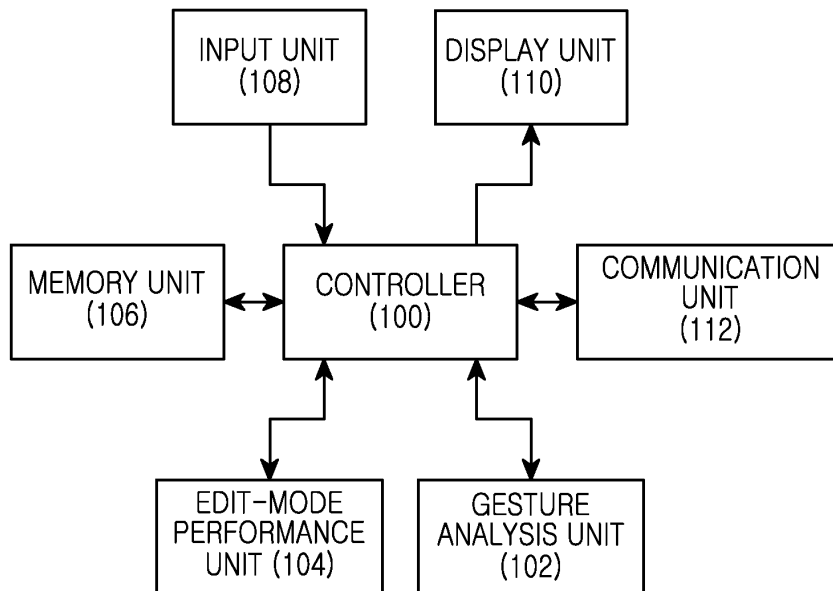 INPUT UNIT
(108)
DISPLAY UNIT
(110)
MEMORY UNIT
(106)
CONTROLLER
(100)
COMMUNICATION
UNIT
(112)
EDIT-MODE
PERFORMANCE
UNIT (104)
GESTURE
ANALYSIS UNIT
(102)